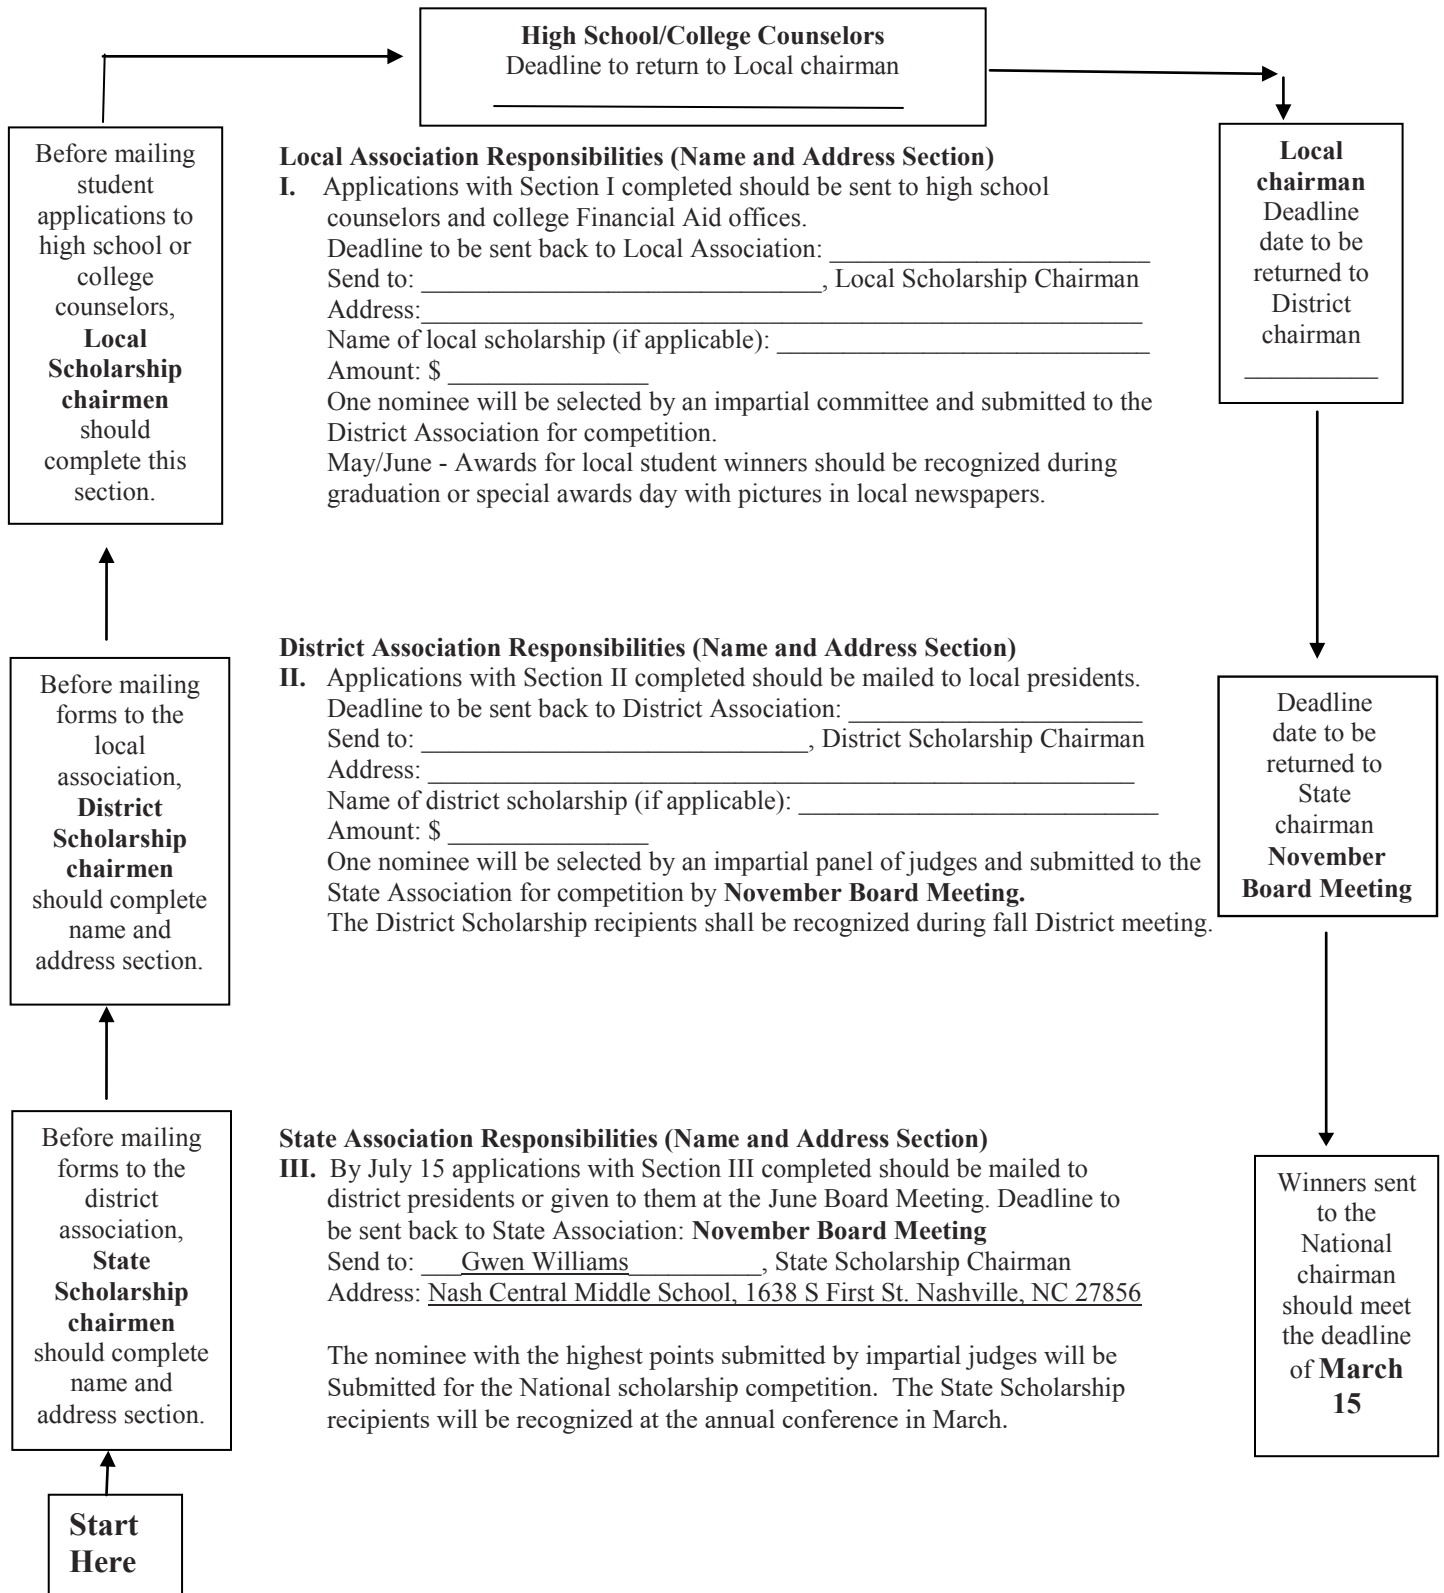 High School/College Counselors
Deadline to return to Local chairman
_______________________________
Before mailing
student
applications to
high school or
college
counselors,
Local
Scholarship
chairmen
should
complete this
section.
Local Association Responsibilities (Name and Address Section)
I. Applications with Section I completed should be sent to high school
counselors and college Financial Aid offices.
Deadline to be sent back to Local Association: ________________________
Send to: ______________________________, Local Scholarship Chairman
Address:______________________________________________________
Name of local scholarship (if applicable): ____________________________
Amount: $ _______________
One nominee will be selected by an impartial committee and submitted to the
District Association for competition.
May/June - Awards for local student winners should be recognized during
graduation or special awards day with pictures in local newspapers.
Local
chairman
Deadline
date to be
returned to
District
chairman
__________
Before mailing
forms to the
local
association,
District
Scholarship
chairmen
should complete
name and
address section.
District Association Responsibilities (Name and Address Section)
II. Applications with Section II completed should be mailed to local presidents.
Deadline to be sent back to District Association: ______________________
Send to: _____________________________, District Scholarship Chairman
Address: _____________________________________________________
Name of district scholarship (if applicable): ___________________________
Amount: $ _______________
One nominee will be selected by an impartial panel of judges and submitted to the
State Association for competition by November Board Meeting.
The District Scholarship recipients shall be recognized during fall District meeting.
Deadline
date to be
returned to
State
chairman
November
Board Meeting
Before mailing
forms to the
district
association,
State
Scholarship
chairmen
should complete
name and
address section.
State Association Responsibilities (Name and Address Section)
III. By July 15 applications with Section III completed should be mailed to
district presidents or given to them at the June Board Meeting. Deadline to
be sent back to State Association: November Board Meeting
Send to: ___Gwen Williams__________, State Scholarship Chairman
Address: Nash Central Middle School, 1638 S First St. Nashville, NC 27856
The nominee with the highest points submitted by impartial judges will be
Submitted for the National scholarship competition. The State Scholarship
recipients will be recognized at the annual conference in March.
Winners sent
to the
National
chairman
should meet
the deadline
of March
15
Start
Here